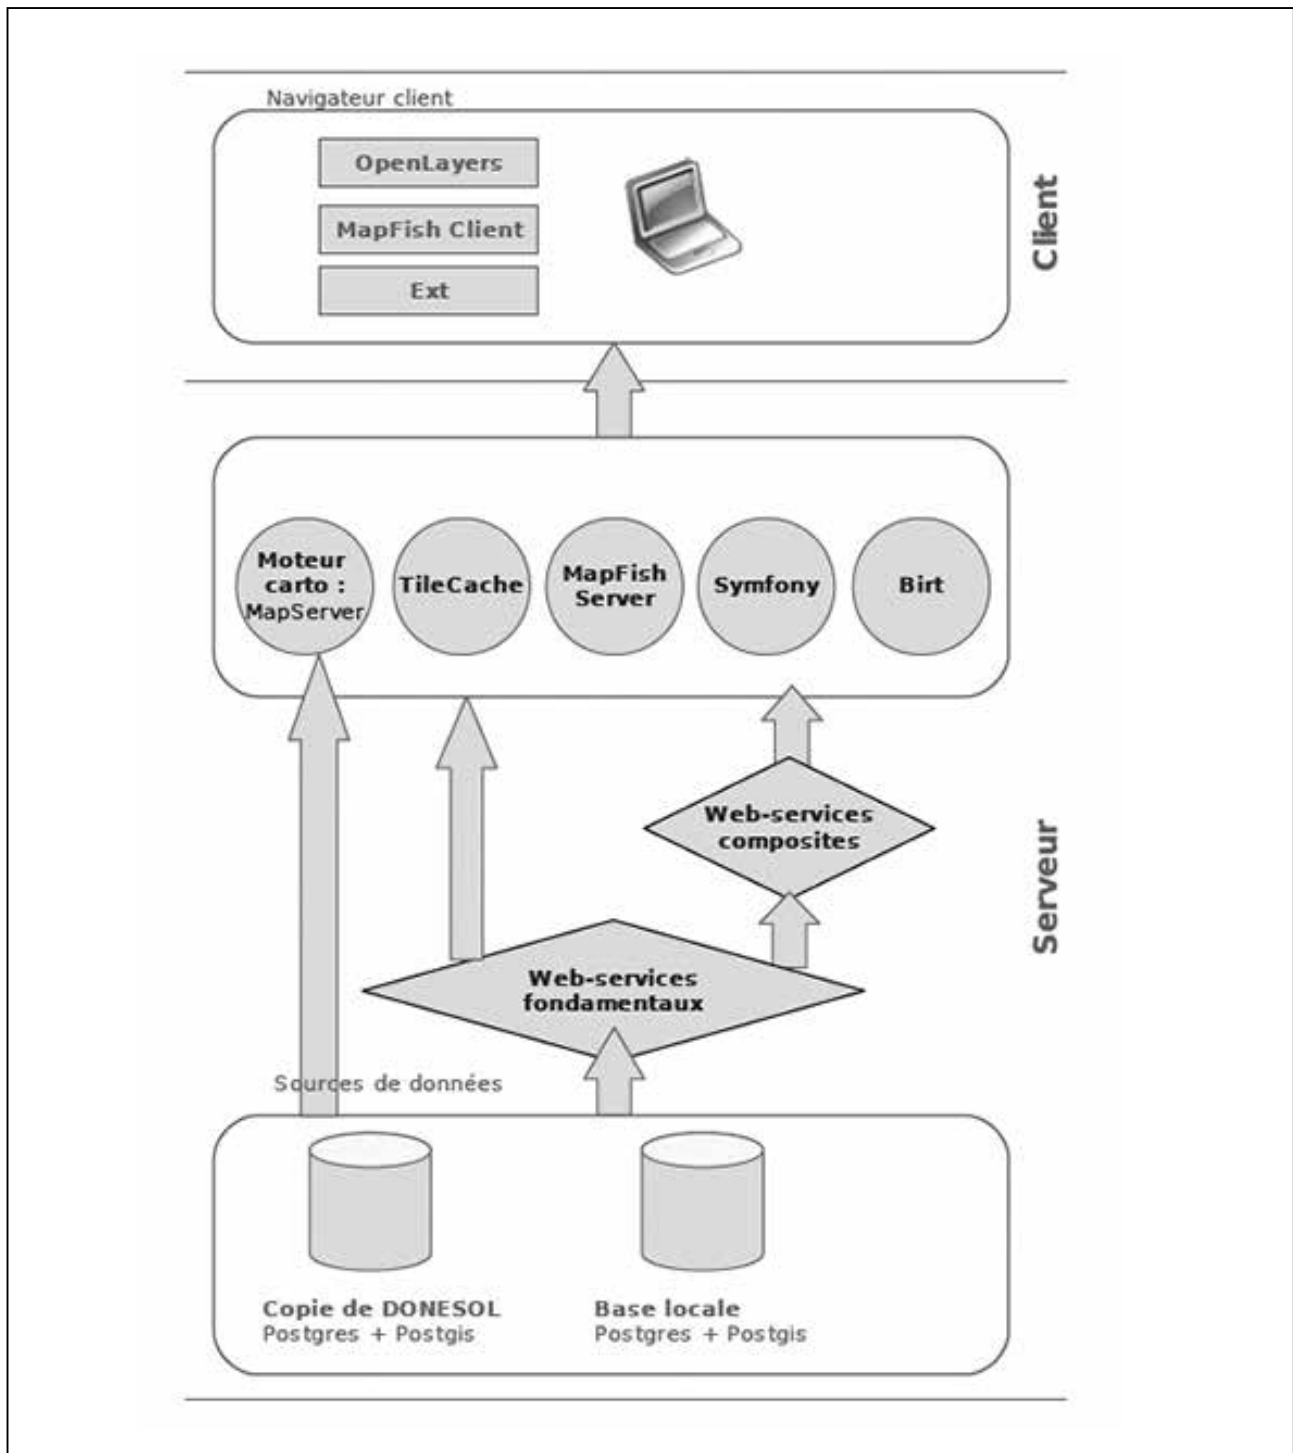 Navigateur client
OpenLayers
MapFish Client
Ext
Client
Moteur
carto :
MapServer
TileCache
MapFish
Server
Symfony
Birt
Web-services
composites
Serveur
Web-services
fondamentaux
Sources de données
Copie de DONESOL
Postgres + Postgis
Base locale
Postgres + Postgis